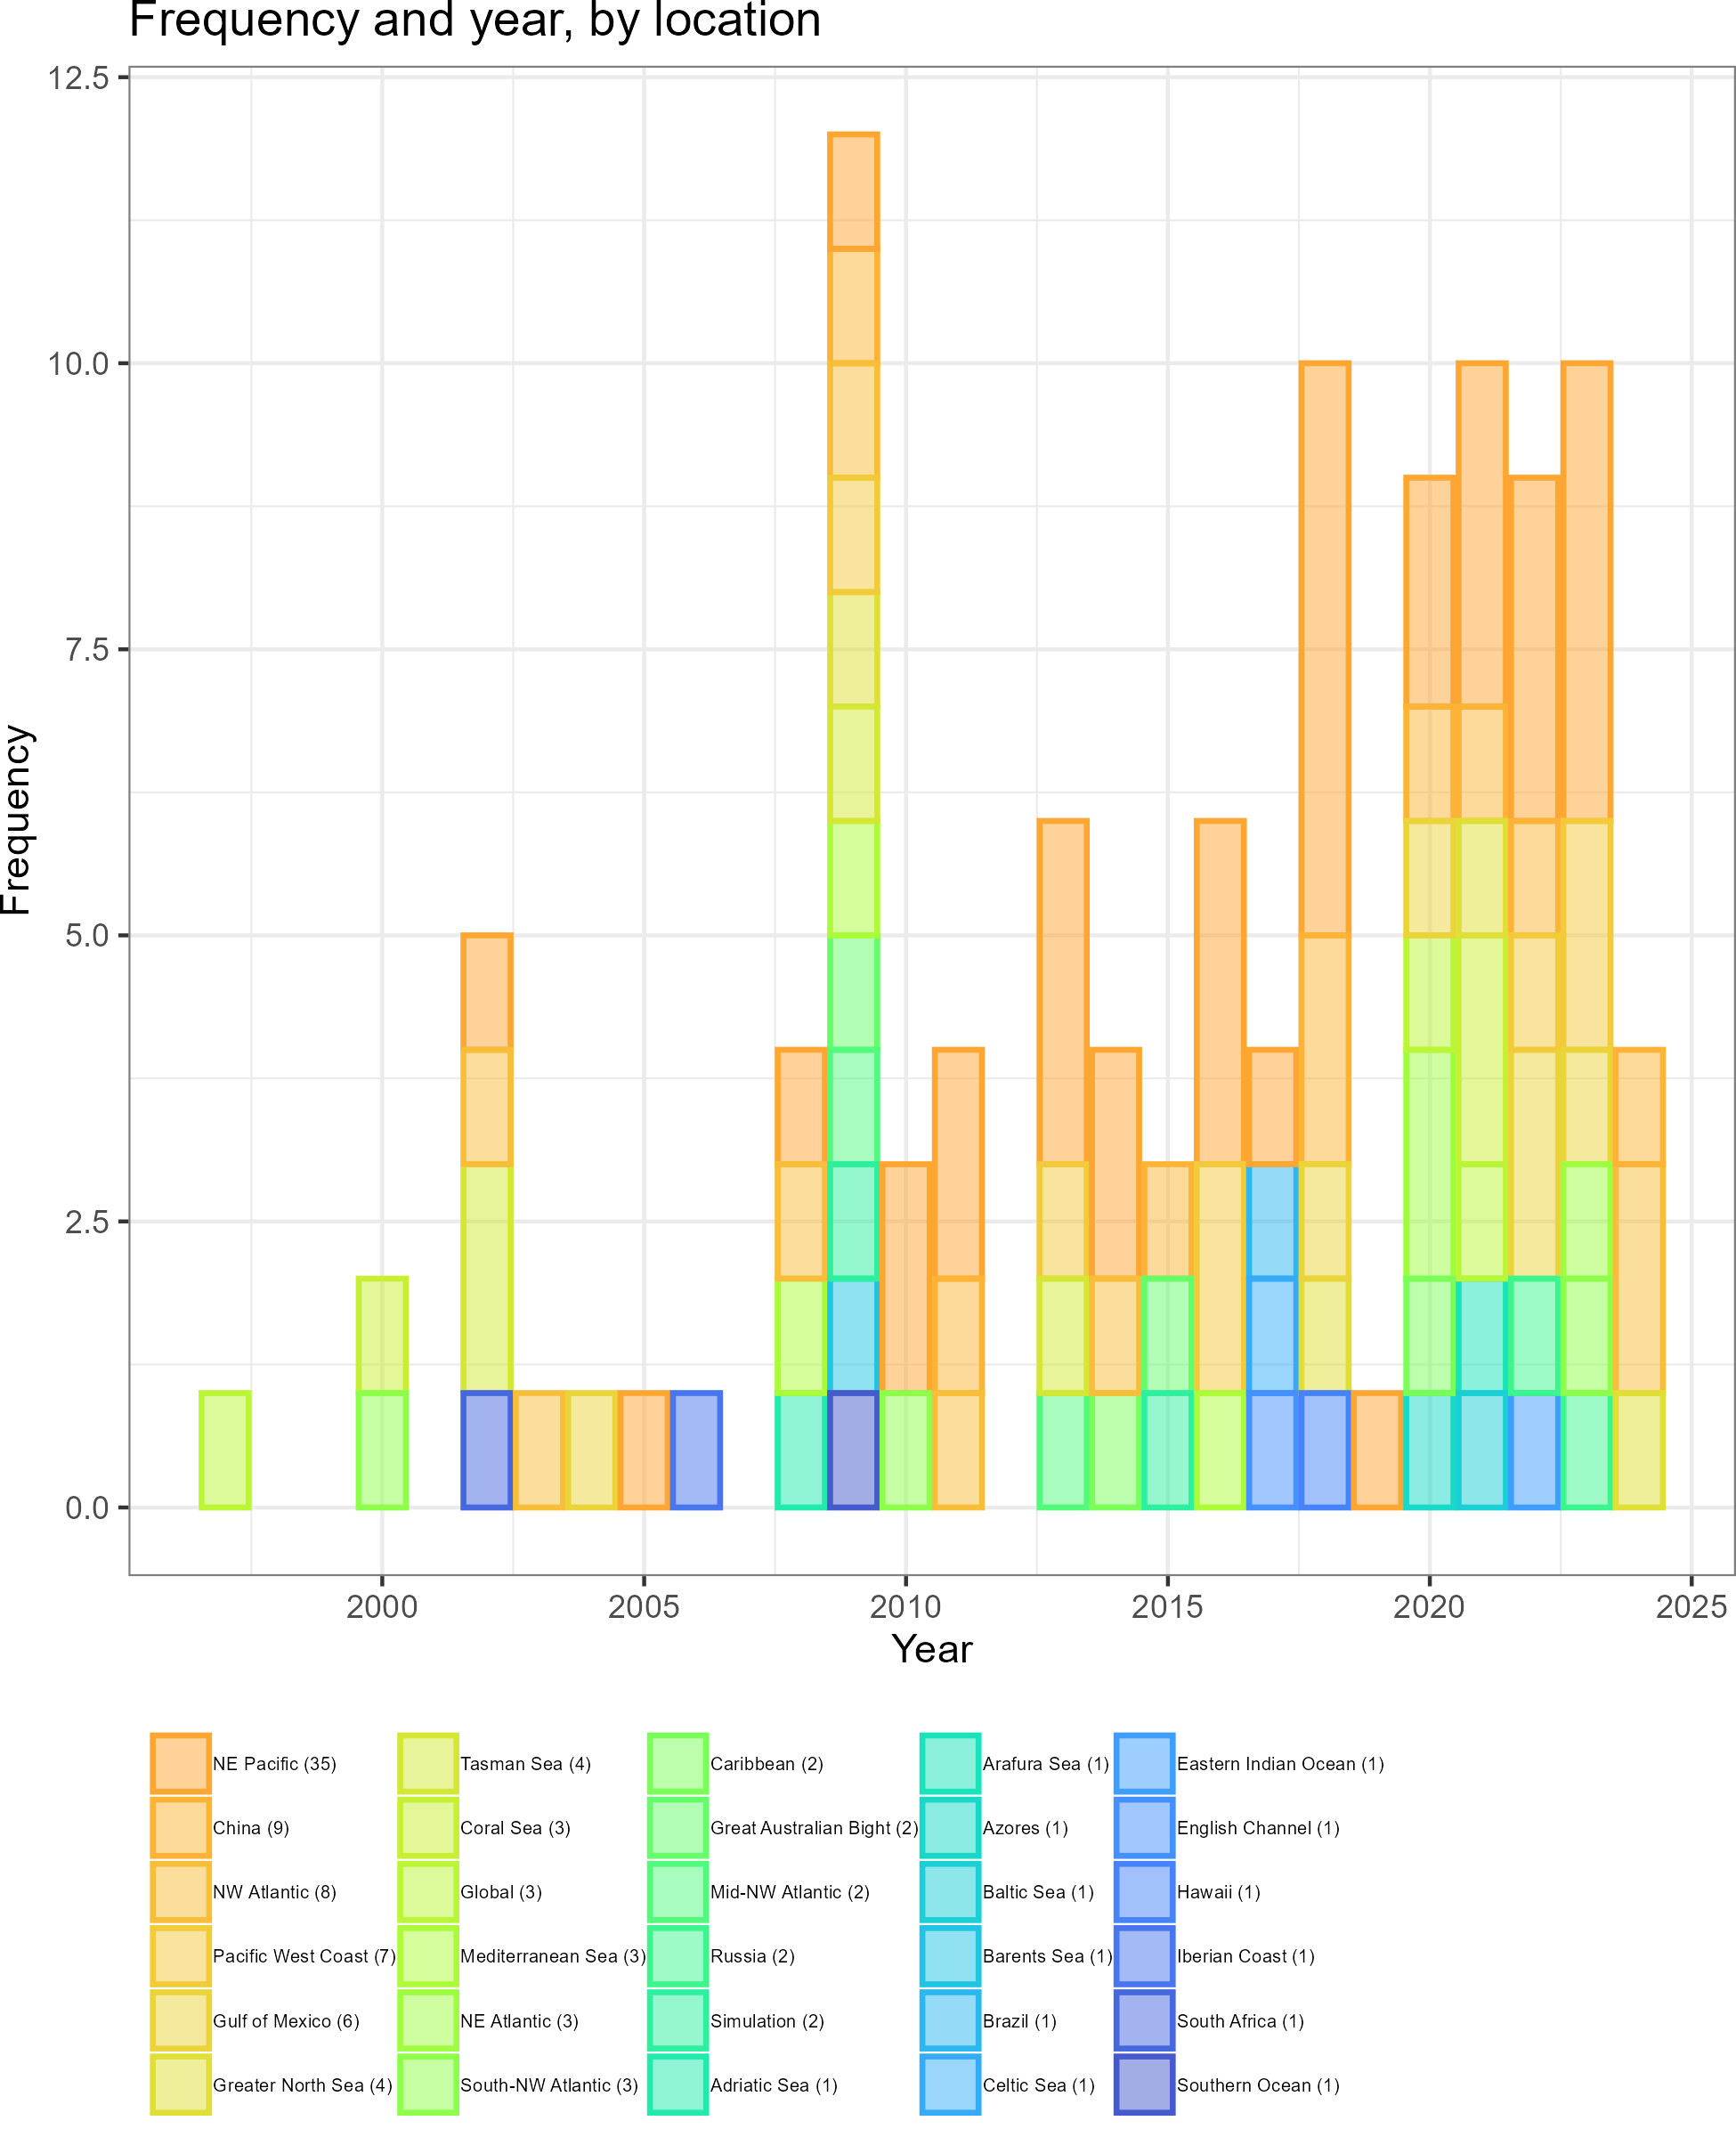 Frequency and year, by location
12.5
10.0
7.5
5.0
2.5
0.0
Frequency
2000 2005 2010 2015 2020 2025
Year
NE Pacific (35) Tasman Sea (4) Caribbean (2) Arafura Sea (1) Eastern Indian Ocean (1)
China (9) Coral Sea (3) Great Australian Bight (2) Azores (1) English Channel (1)
NW Atlantic (8) Global (3) Mid-NW Atlantic (2) Baltic Sea (1) Hawaii (1)
Pacific West Coast (7) Mediterranean Sea (3) Russia (2) Barents Sea (1) Iberian Coast (1)
Gulf of Mexico (6) NE Atlantic (3) Simulation (2) Brazil (1) South Africa (1)
Greater North Sea (4) South-NW Atlantic (3) Adriatic Sea (1) Celtic Sea (1) Southern Ocean (1)